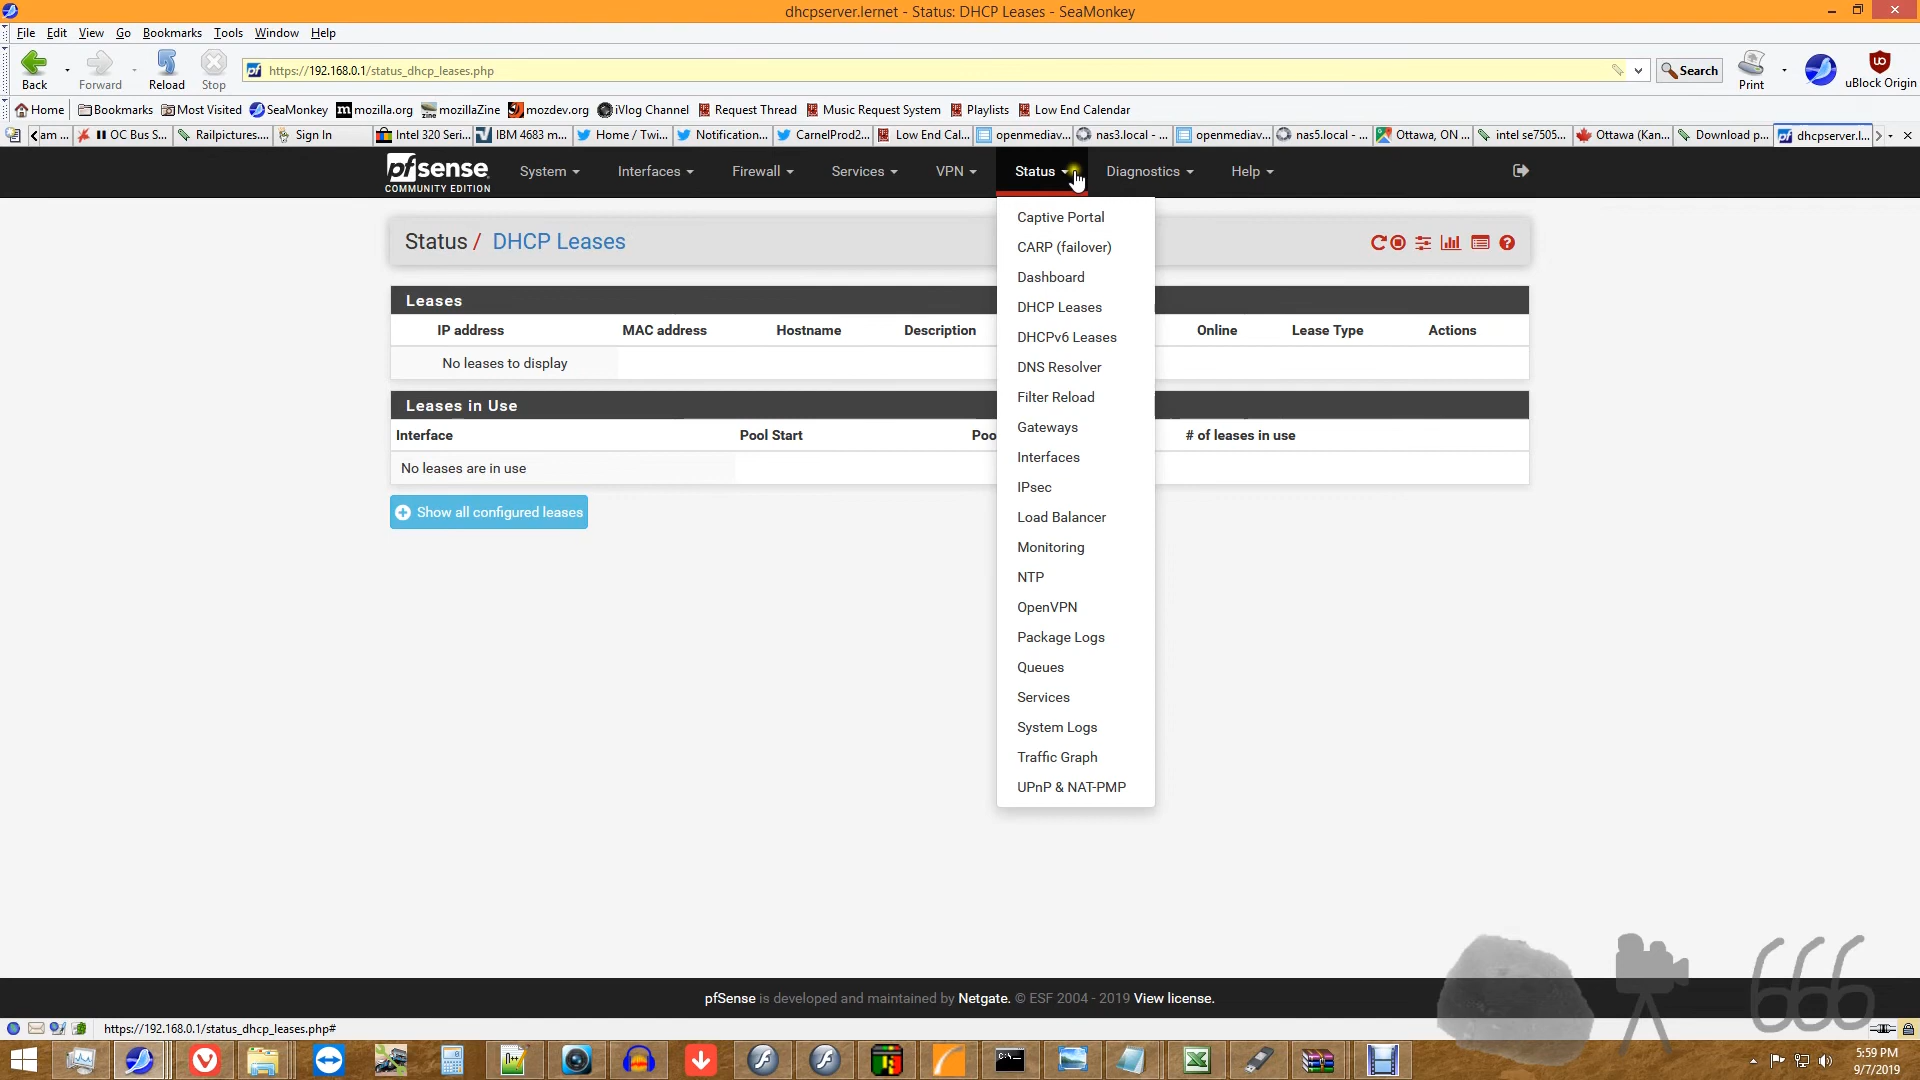 dhcpserver.lernet - Status: DHCP Leases - SeaMonkey
File Edit View Go Bookmarks Tools Window Help
Back Forward Reload Stop https://192.168.0.1/status_dhcp_leases.php Search Print uBlock Origin
Home Bookmarks Most Visited SeaMonkey mozilla.org mozillaZine mozdev.org iVlog Channel Request Thread Music Request System Playlists Low End Calendar
am ... OC Bus S... Railpictures.... Sign In Intel 320 Seri... IBM 4683 m... Home / Twi... Notification... CarnelProd2... Low End Cal... openmediav... nas3.local - ... openmediav... nas5.local - ... Ottawa, ON ... intel se7505... Ottawa (Kan... Download p... dhcpserver.l...
pfsense System Interfaces Firewall Services VPN Status Diagnostics Help
COMMUNITY EDITION
Status / DHCP Leases
Leases
IP address MAC address Hostname Description Online Lease Type Actions
No leases to display
Leases in Use
Interface Pool Start Poo # of leases in use
No leases are in use
Show all configured leases
Captive Portal
CARP (failover)
Dashboard
DHCP Leases
DHCPv6 Leases
DNS Resolver
Filter Reload
Gateways
Interfaces
IPsec
Load Balancer
Monitoring
NTP
OpenVPN
Package Logs
Queues
Services
System Logs
Traffic Graph
UPnP & NAT-PMP
666
pfSense is developed and maintained by Netgate. © ESF 2004 - 2019 View license.
https://192.168.0.1/status_dhcp_leases.php#
5:59 PM
9/7/2019